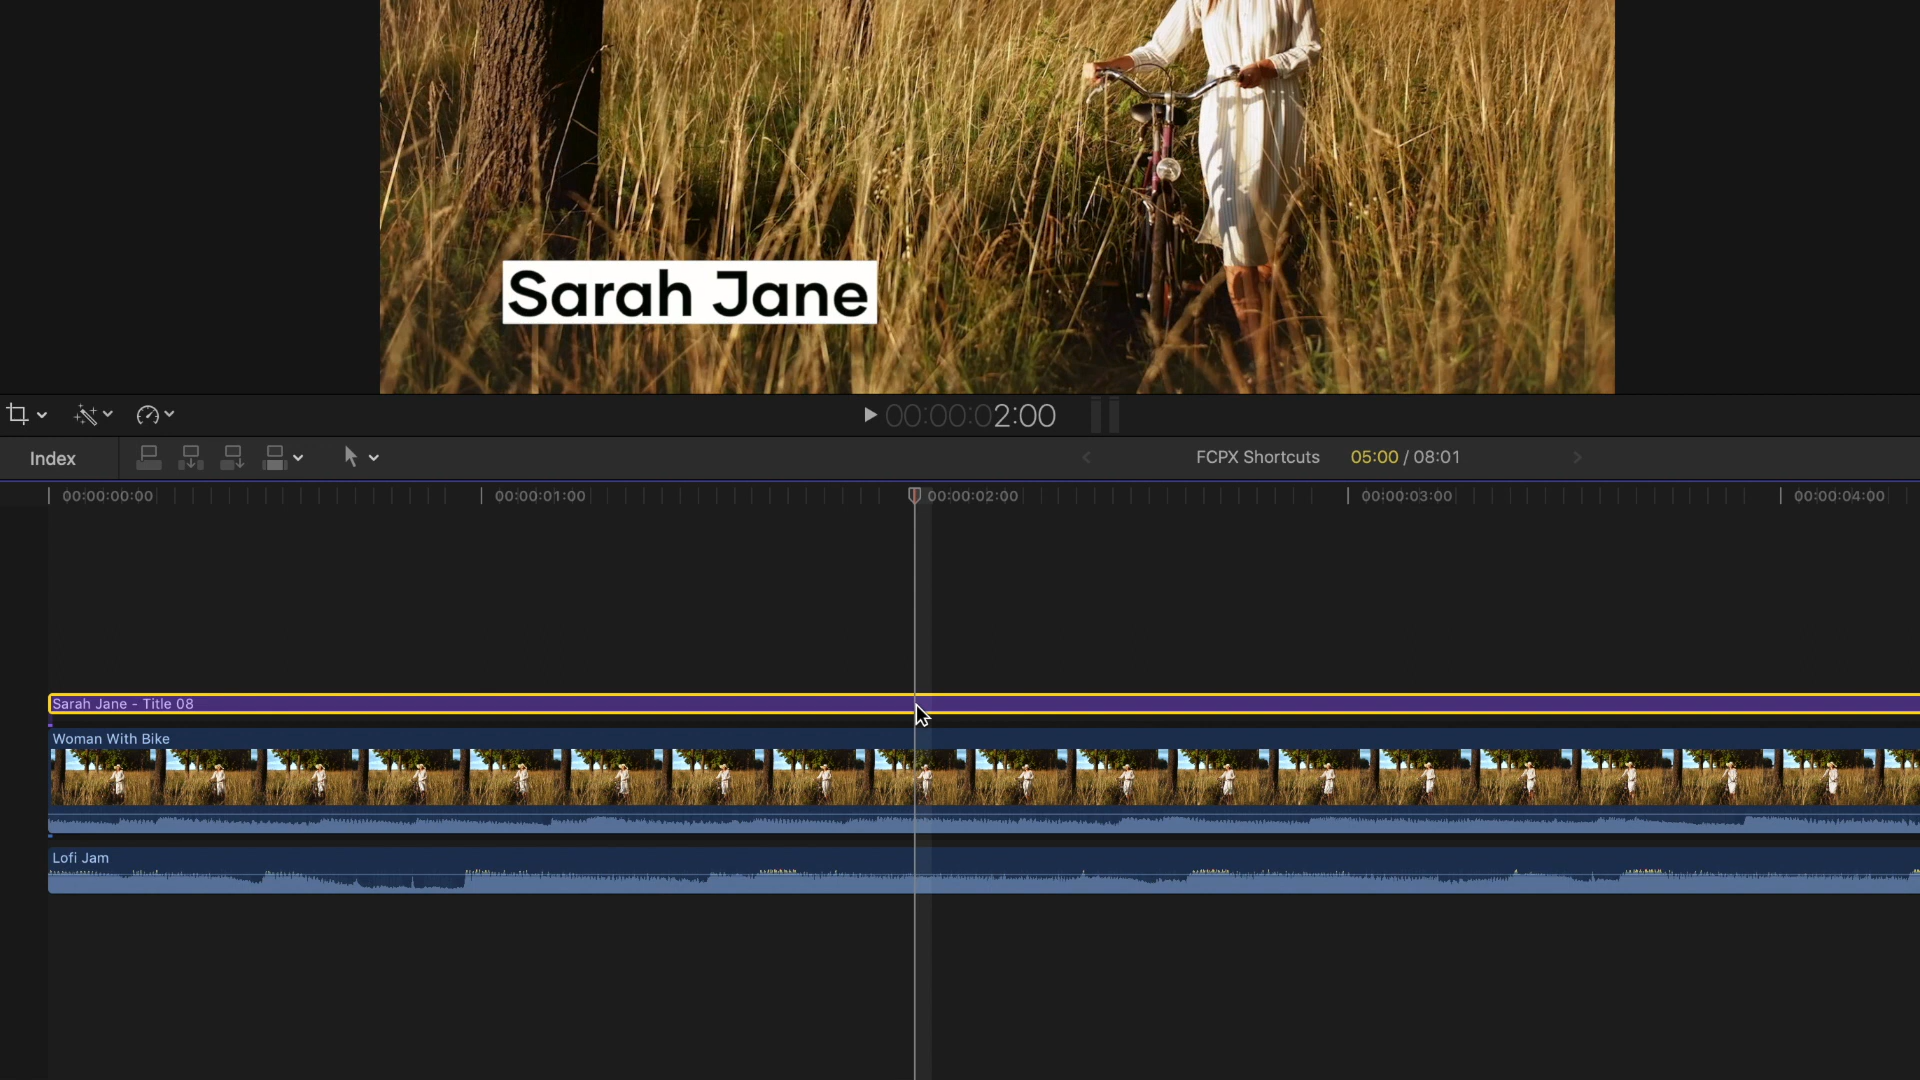 Sarah Jane
00:00:02:00
Index
FCPX Shortcuts 05:00 / 08:01
00:00:00:00 00:00:01:00 00:00:02:00 00:00:03:00 00:00:04:00
Sarah Jane - Title 08
Woman With Bike
Lofi Jam